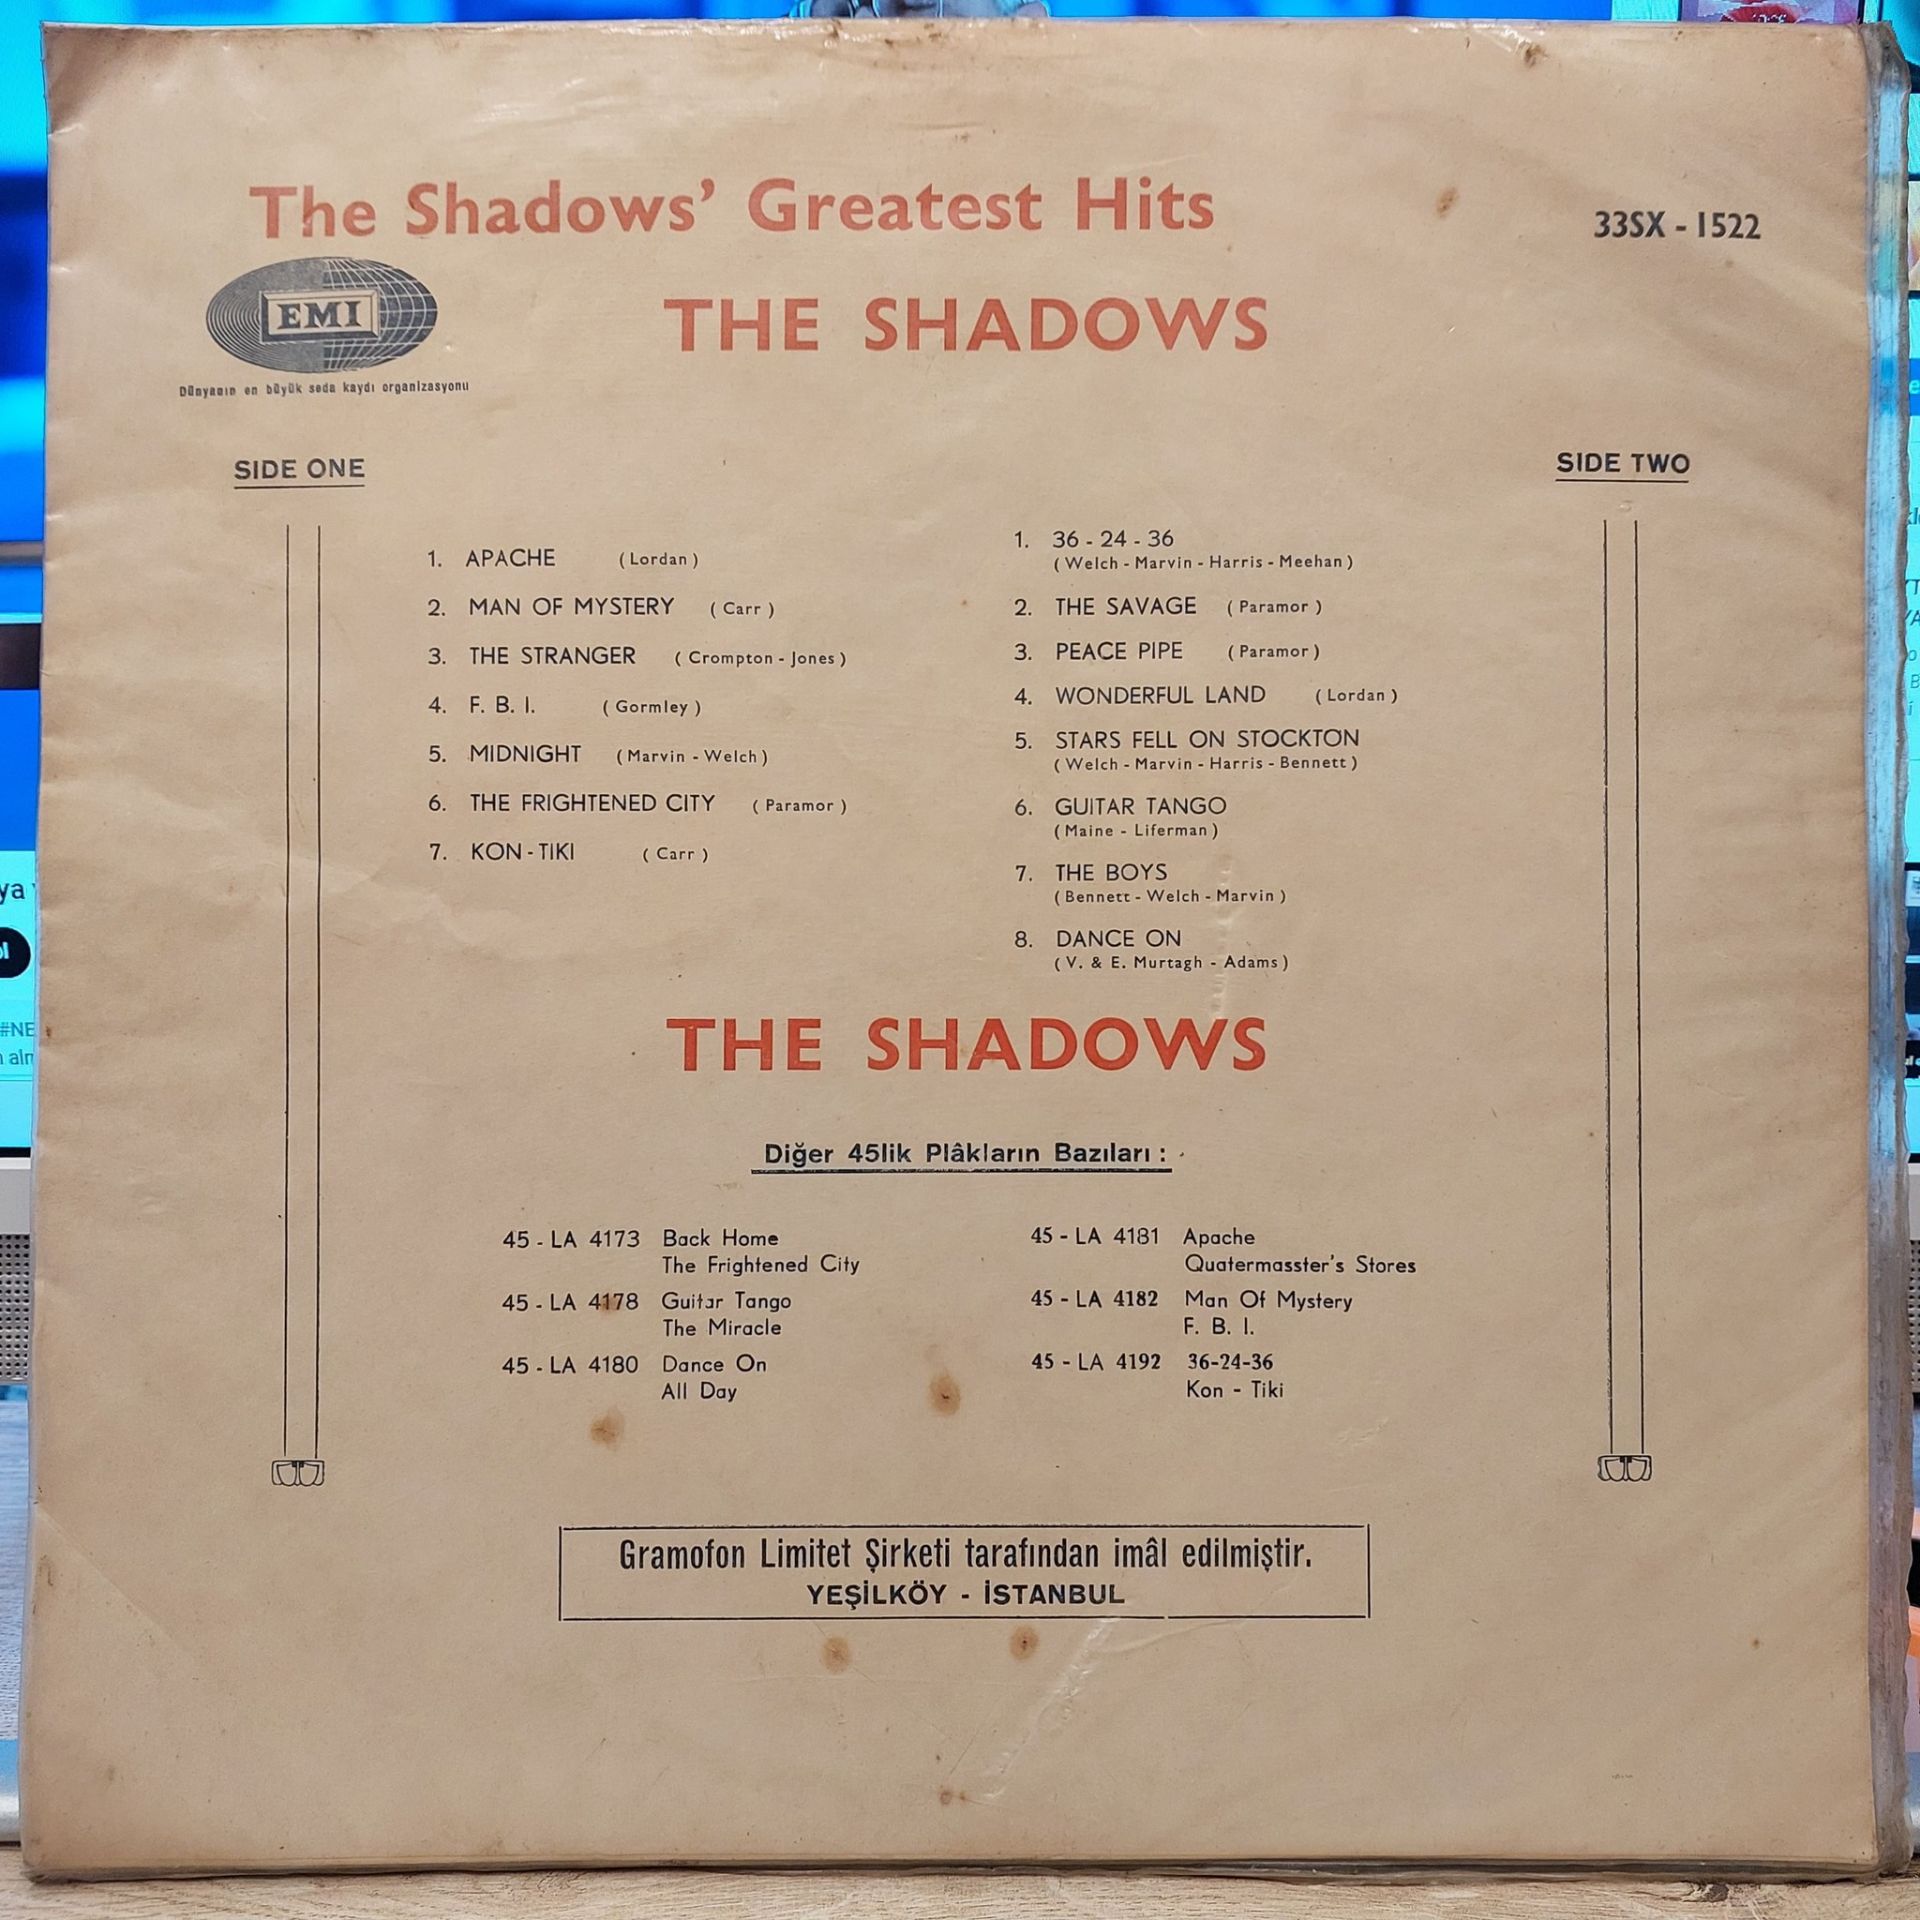 The Shadows’ Greatest Hits
33SX - 1522
EMI
THE SHADOWS
Dünyanın en büyük seda kaydı organizasyonu
SIDE ONE
1. APACHE (Lordan)
2. MAN OF MYSTERY (Carr)
3. THE STRANGER (Crompton - Jones)
4. F. B. I. (Gormley)
5. MIDNIGHT (Marvin - Welch)
6. THE FRIGHTENED CITY (Paramor)
7. KON - TIKI (Carr)
SIDE TWO
1. 36 - 24 - 36
(Welch - Marvin - Harris - Meehan)
2. THE SAVAGE (Paramor)
3. PEACE PIPE (Paramor)
4. WONDERFUL LAND (Lordan)
5. STARS FELL ON STOCKTON
(Welch - Marvin - Harris - Bennett)
6. GUITAR TANGO
(Maine - Liferman)
7. THE BOYS
(Bennett - Welch - Marvin)
8. DANCE ON
(V. & E. Murtagh - Adams)
THE SHADOWS
Diğer 45lik Plâkların Bazıları :
45 - LA 4173 Back Home
The Frightened City
45 - LA 4178 Guitar Tango
The Miracle
45 - LA 4180 Dance On
All Day
45 - LA 4181 Apache
Quatermasster's Stores
45 - LA 4182 Man Of Mystery
F. B. I.
45 - LA 4192 36-24-36
Kon - Tiki
Gramofon Limitet Şirketi tarafından imâl edilmiştir.
YEŞİLKÖY - İSTANBUL
ya
#NE